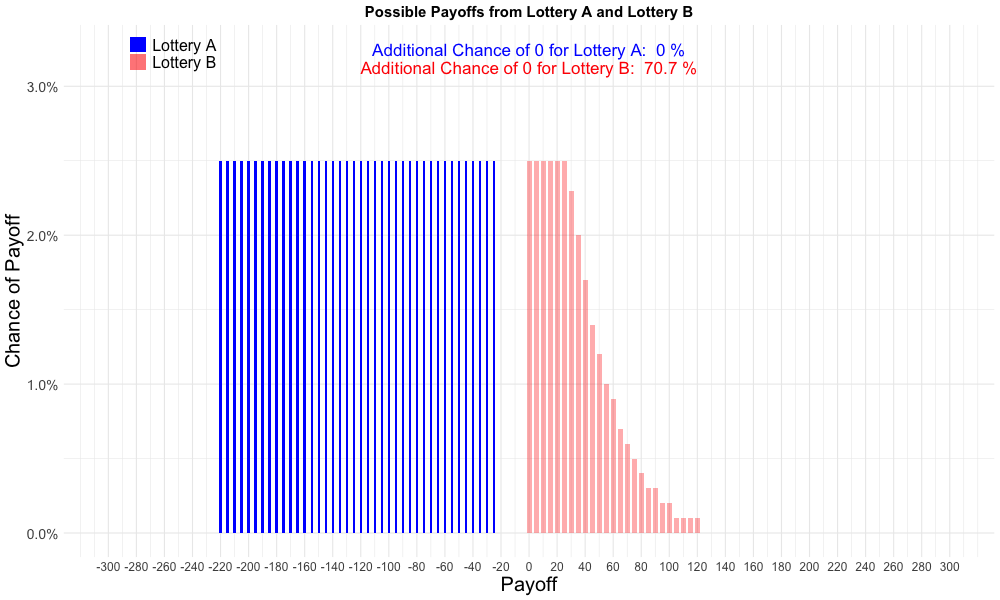 Possible Payoffs from Lottery A and Lottery B
Lottery A
Lottery B
Additional Chance of 0 for Lottery A:  0 %
Additional Chance of 0 for Lottery B:  70.7 %
Chance of Payoff
3.0%
2.0%
1.0%
0.0%
-300 -280 -260 -240 -220 -200 -180 -160 -140 -120 -100 -80 -60 -40 -20 0 20 40 60 80 100 120 140 160 180 200 220 240 260 280 300
Payoff